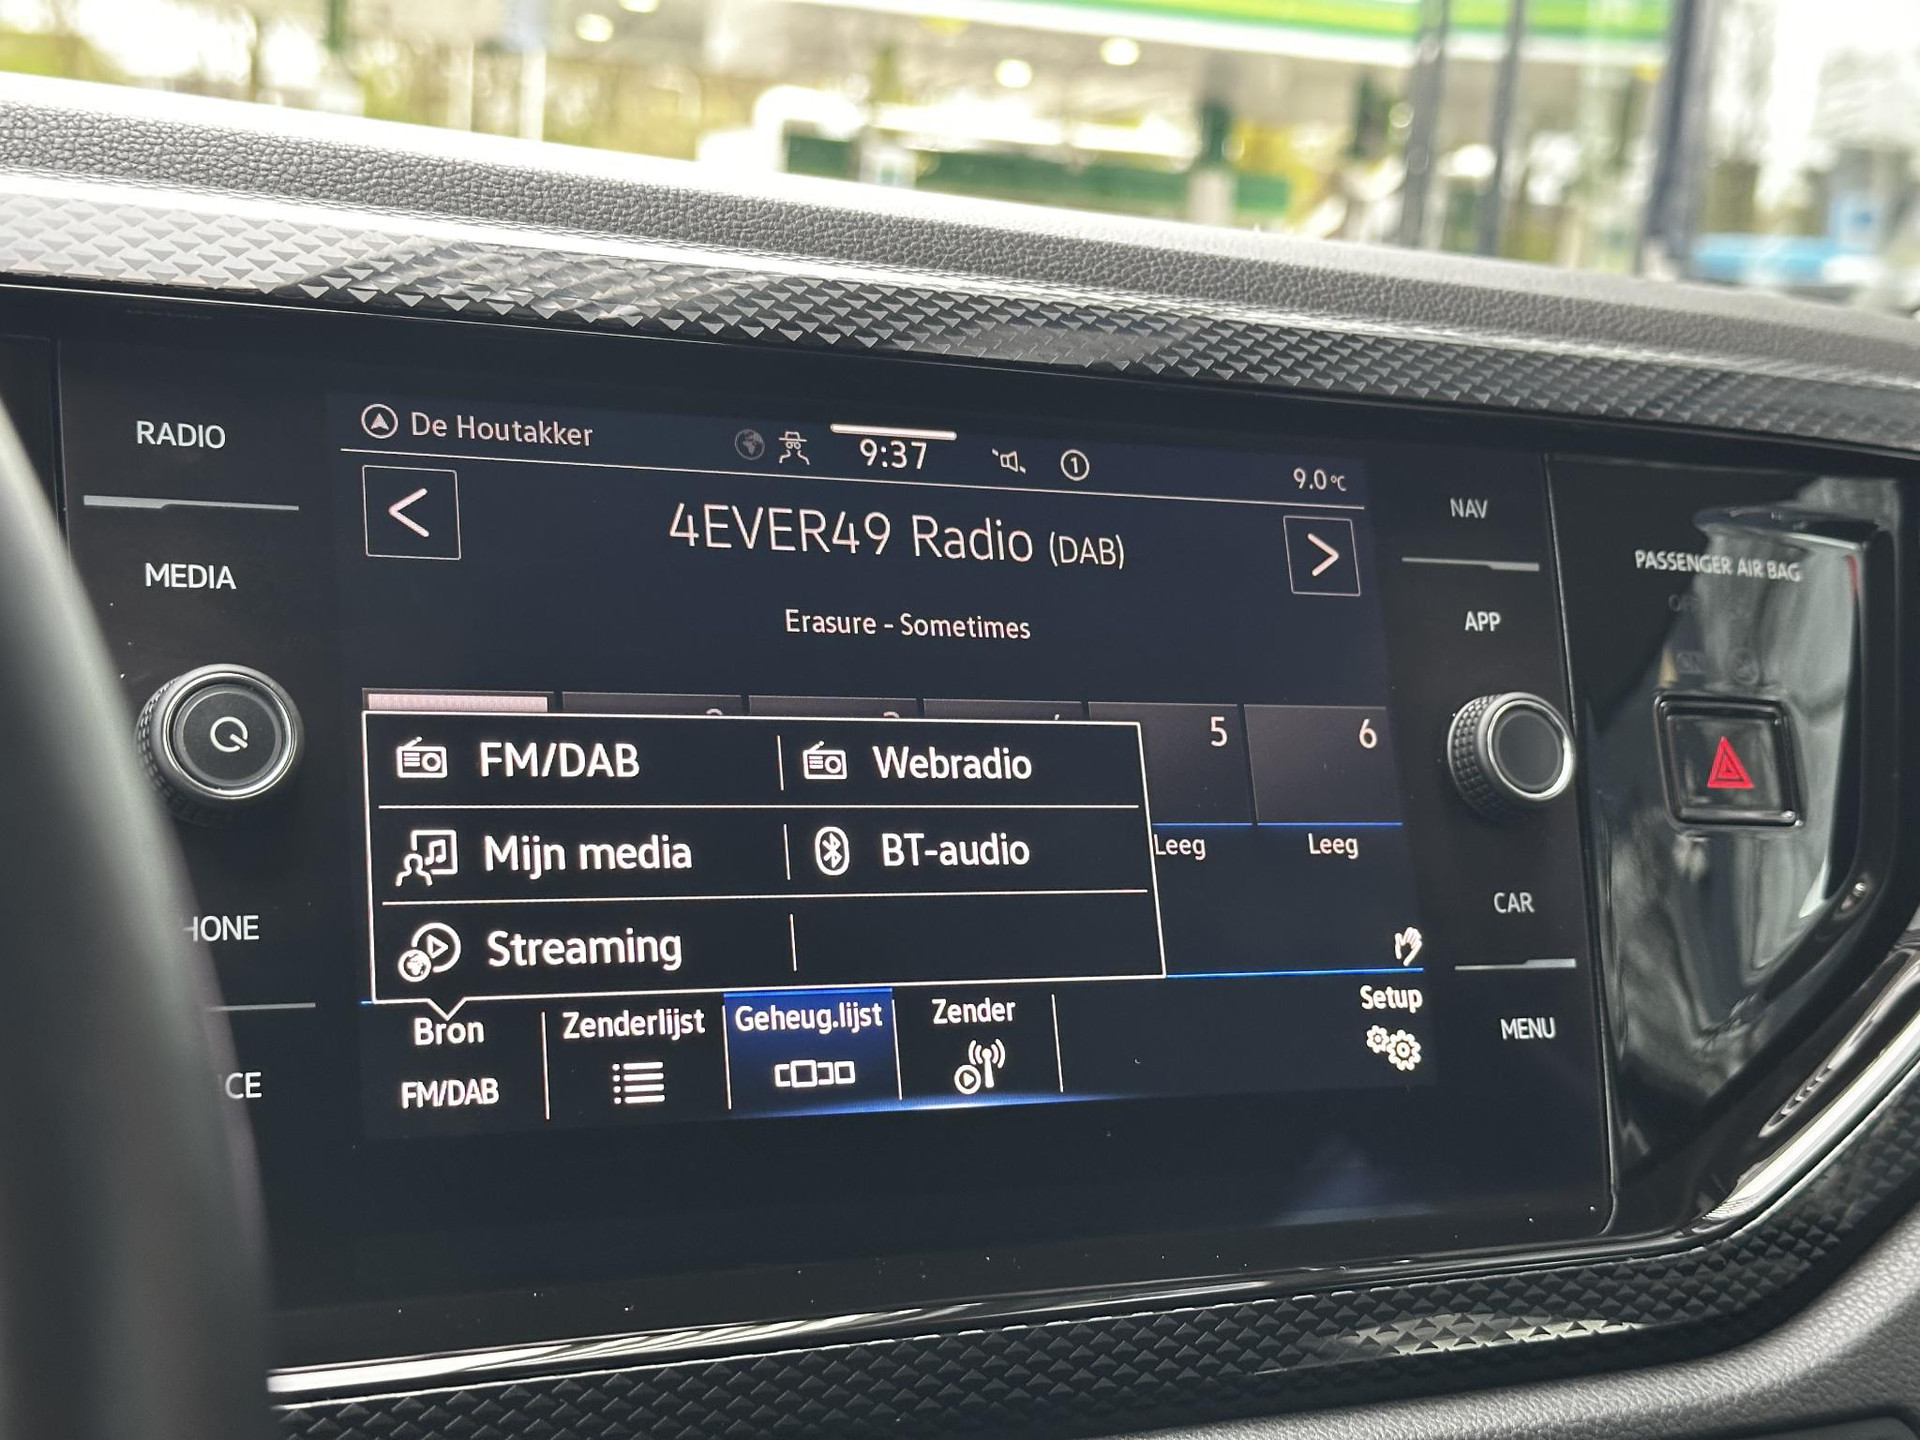 RADIO
MEDIA
De Houtakker
9:37
1
9.0°C
<
4EVER49 Radio (DAB)
>
Erasure - Sometimes
5
6
FM/DAB
Webradio
Mijn media
BT-audio
Streaming
Leeg
Leeg
Bron
FM/DAB
Zenderlijst
Geheug.lijst
Zender
Setup
NAV
APP
CAR
MENU
PASSENGER AIR BAG